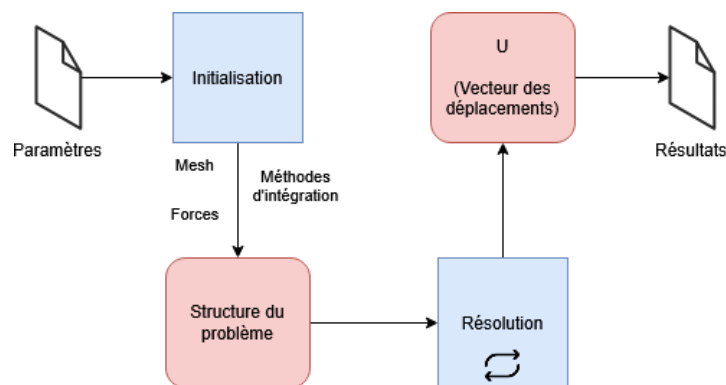 Paramètres
Initialisation
Mesh
Méthodes
d'intégration
Forces
Structure du
problème
Résolution
U
(Vecteur des
déplacements)
Résultats